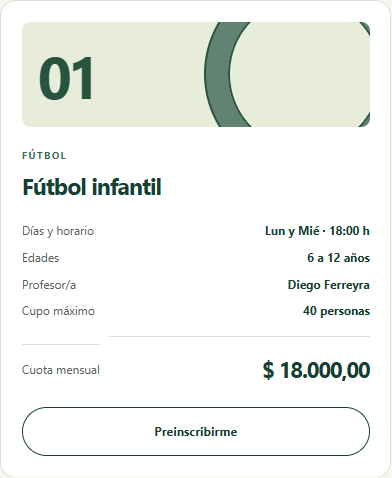 01
FÚTBOL
Fútbol infantil
Días y horario Lun y Mié · 18:00 h
Edades 6 a 12 años
Profesor/a Diego Ferreyra
Cupo máximo 40 personas
Cuota mensual $ 18.000,00
Preinscribirme